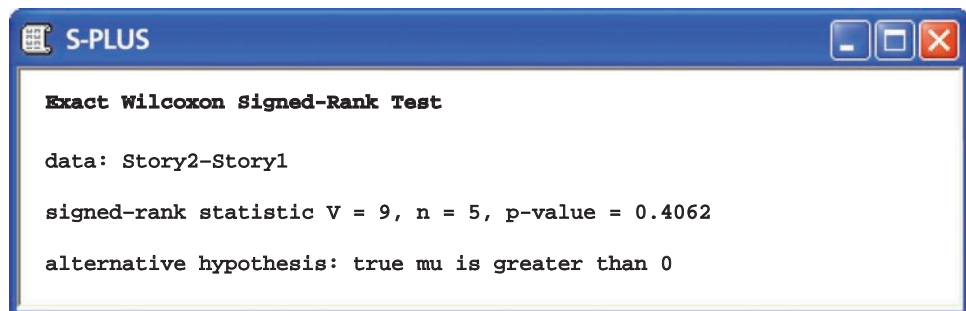 S-PLUS
Exact Wilcoxon Signed-Rank Test
data: Story2-Story1
signed-rank statistic V = 9, n = 5, p-value = 0.4062
alternative hypothesis: true mu is greater than 0